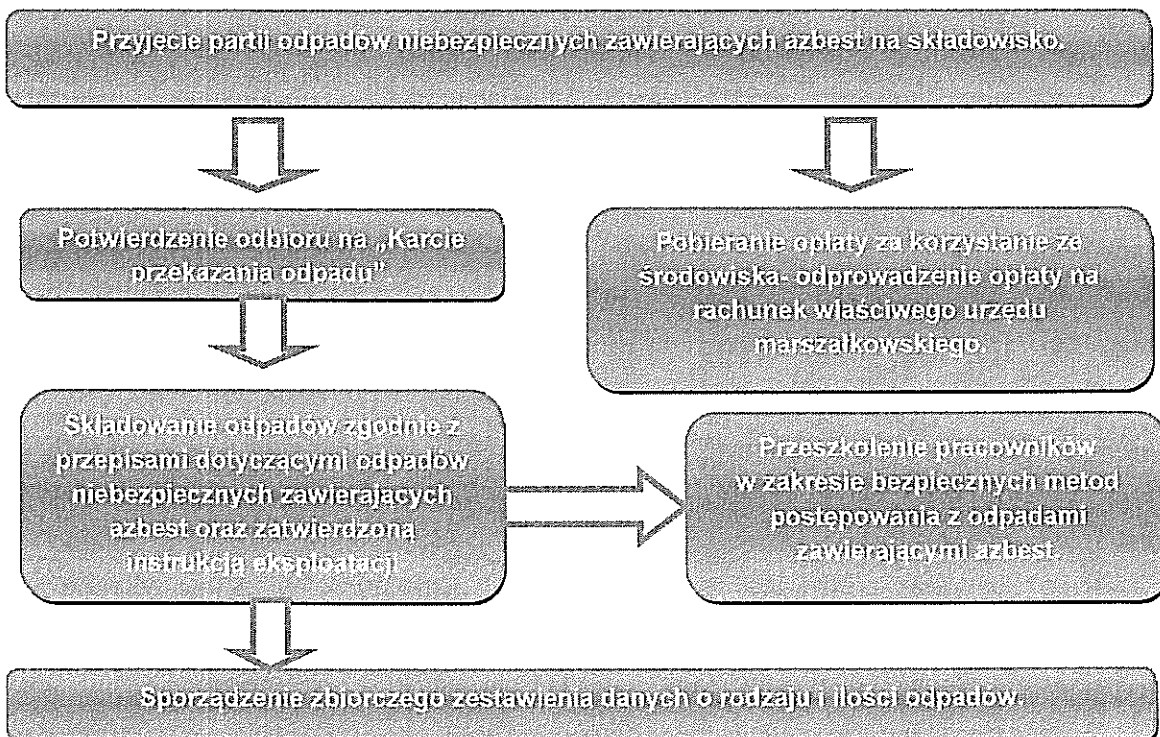 Przyjęcie partii odpadów niebezpiecznych zawierających azbest na składowisko.
Potwierdzenie odbioru na „Karcie
przekazania odpadu”
Pobieranie opłaty za korzystanie ze
środowiska- odprowadzenie opłaty na
rachunek właściwego urzędu
marszałkowskiego.
Składowanie odpadów zgodnie z
przepisami dotyczącymi odpadów
niebezpiecznych zawierających
azbest oraz zatwierdzoną
instrukcją eksploatacji
Przeszkolenie pracowników
w zakresie bezpiecznych metod
postępowania z odpadami
zawierającymi azbest.
Sporządzenie zbiorczego zestawienia danych o rodzaju i ilości odpadów.